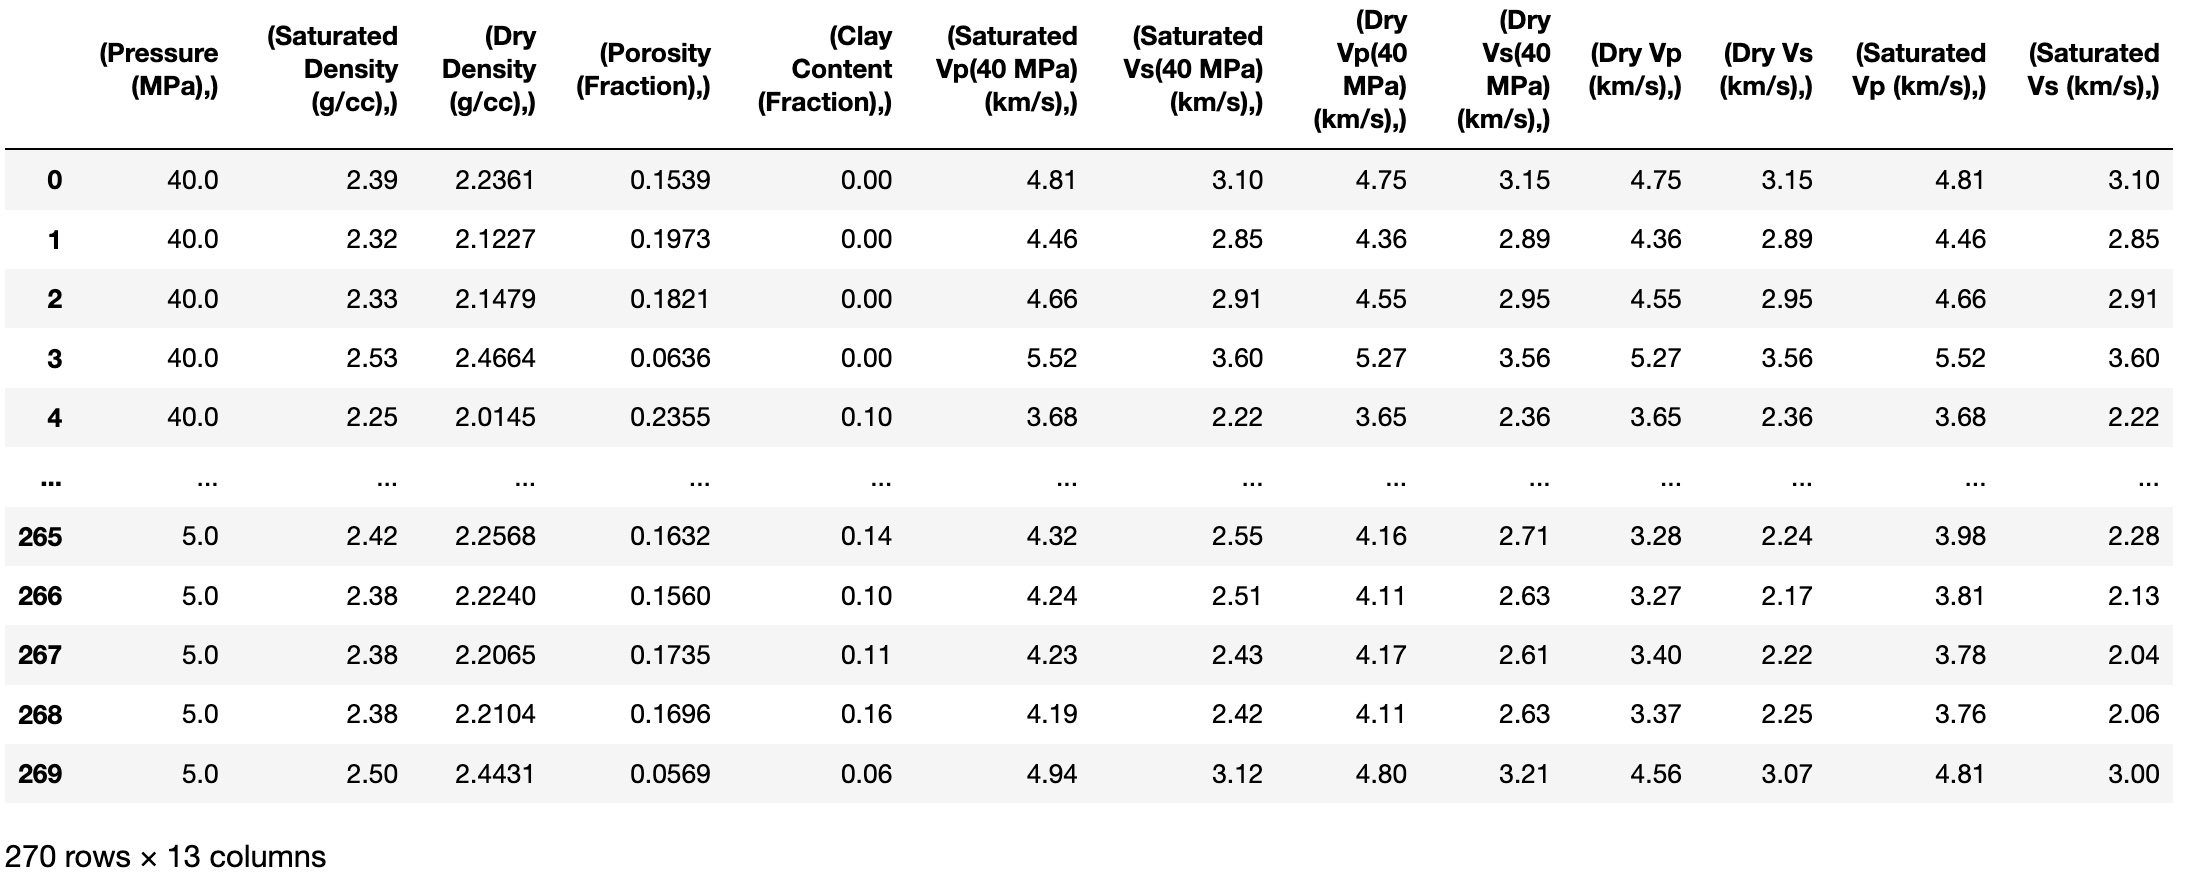 (Pressure (MPa),) (Saturated Density (g/cc),) (Dry Density (g/cc),) (Porosity (Fraction),) (Clay Content (Fraction),) (Saturated Vp(40 MPa) (km/s),) (Saturated Vs(40 MPa) (km/s),) (Dry Vp(40 MPa) (km/s),) (Dry Vs(40 MPa) (km/s),) (Dry Vp (km/s),) (Dry Vs (km/s),) (Saturated Vp (km/s),) (Saturated Vs (km/s),)
0 40.0 2.39 2.2361 0.1539 0.00 4.81 3.10 4.75 3.15 4.75 3.15 4.81 3.10
1 40.0 2.32 2.1227 0.1973 0.00 4.46 2.85 4.36 2.89 4.36 2.89 4.46 2.85
2 40.0 2.33 2.1479 0.1821 0.00 4.66 2.91 4.55 2.95 4.55 2.95 4.66 2.91
3 40.0 2.53 2.4664 0.0636 0.00 5.52 3.60 5.27 3.56 5.27 3.56 5.52 3.60
4 40.0 2.25 2.0145 0.2355 0.10 3.68 2.22 3.65 2.36 3.65 2.36 3.68 2.22
... ... ... ... ... ... ... ... ... ... ... ... ... ...
265 5.0 2.42 2.2568 0.1632 0.14 4.32 2.55 4.16 2.71 3.28 2.24 3.98 2.28
266 5.0 2.38 2.2240 0.1560 0.10 4.24 2.51 4.11 2.63 3.27 2.17 3.81 2.13
267 5.0 2.38 2.2065 0.1735 0.11 4.23 2.43 4.17 2.61 3.40 2.22 3.78 2.04
268 5.0 2.38 2.2104 0.1696 0.16 4.19 2.42 4.11 2.63 3.37 2.25 3.76 2.06
269 5.0 2.50 2.4431 0.0569 0.06 4.94 3.12 4.80 3.21 4.56 3.07 4.81 3.00
270 rows × 13 columns